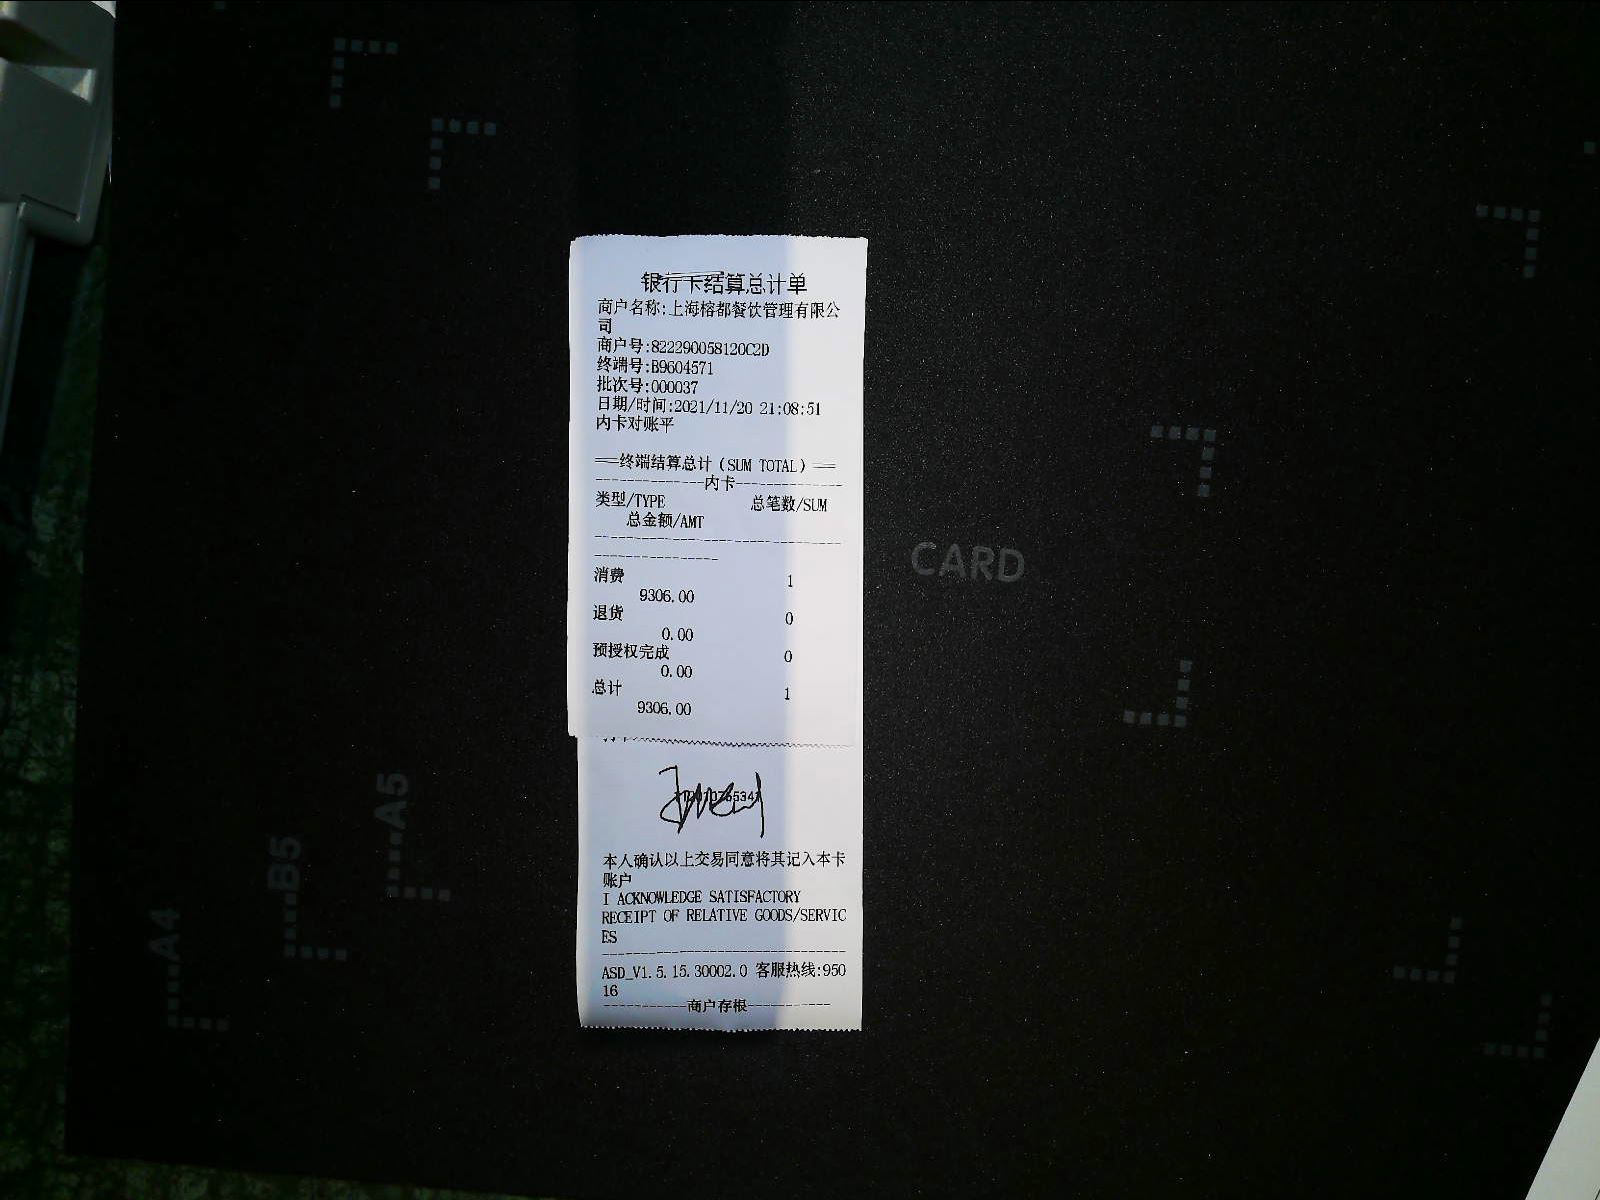 银行卡结算总计单
商户名称:上海榕都餐饮管理有限公
司
商户号:822290058120C2D
终端号:B9604571
批次号:000037
日期/时间:2021/11/20 21:08:51
内卡对账平
==终端结算总计(SUM TOTAL)==
--------------内卡--------------
类型/TYPE 总笔数/SUM
总金额/AMT
消费 1
9306.00
退货 0
0.00
预授权完成 0
0.00
总计 1
9306.00
本人确认以上交易同意将其记入本卡
账户
I ACKNOWLEDGE SATISFACTORY
RECEIPT OF RELATIVE GOODS/SERVIC
ES
ASD_V1.5.15.30002.0 客服热线:950
16
-----------商户存根-----------
CARD
A5
B5
A4